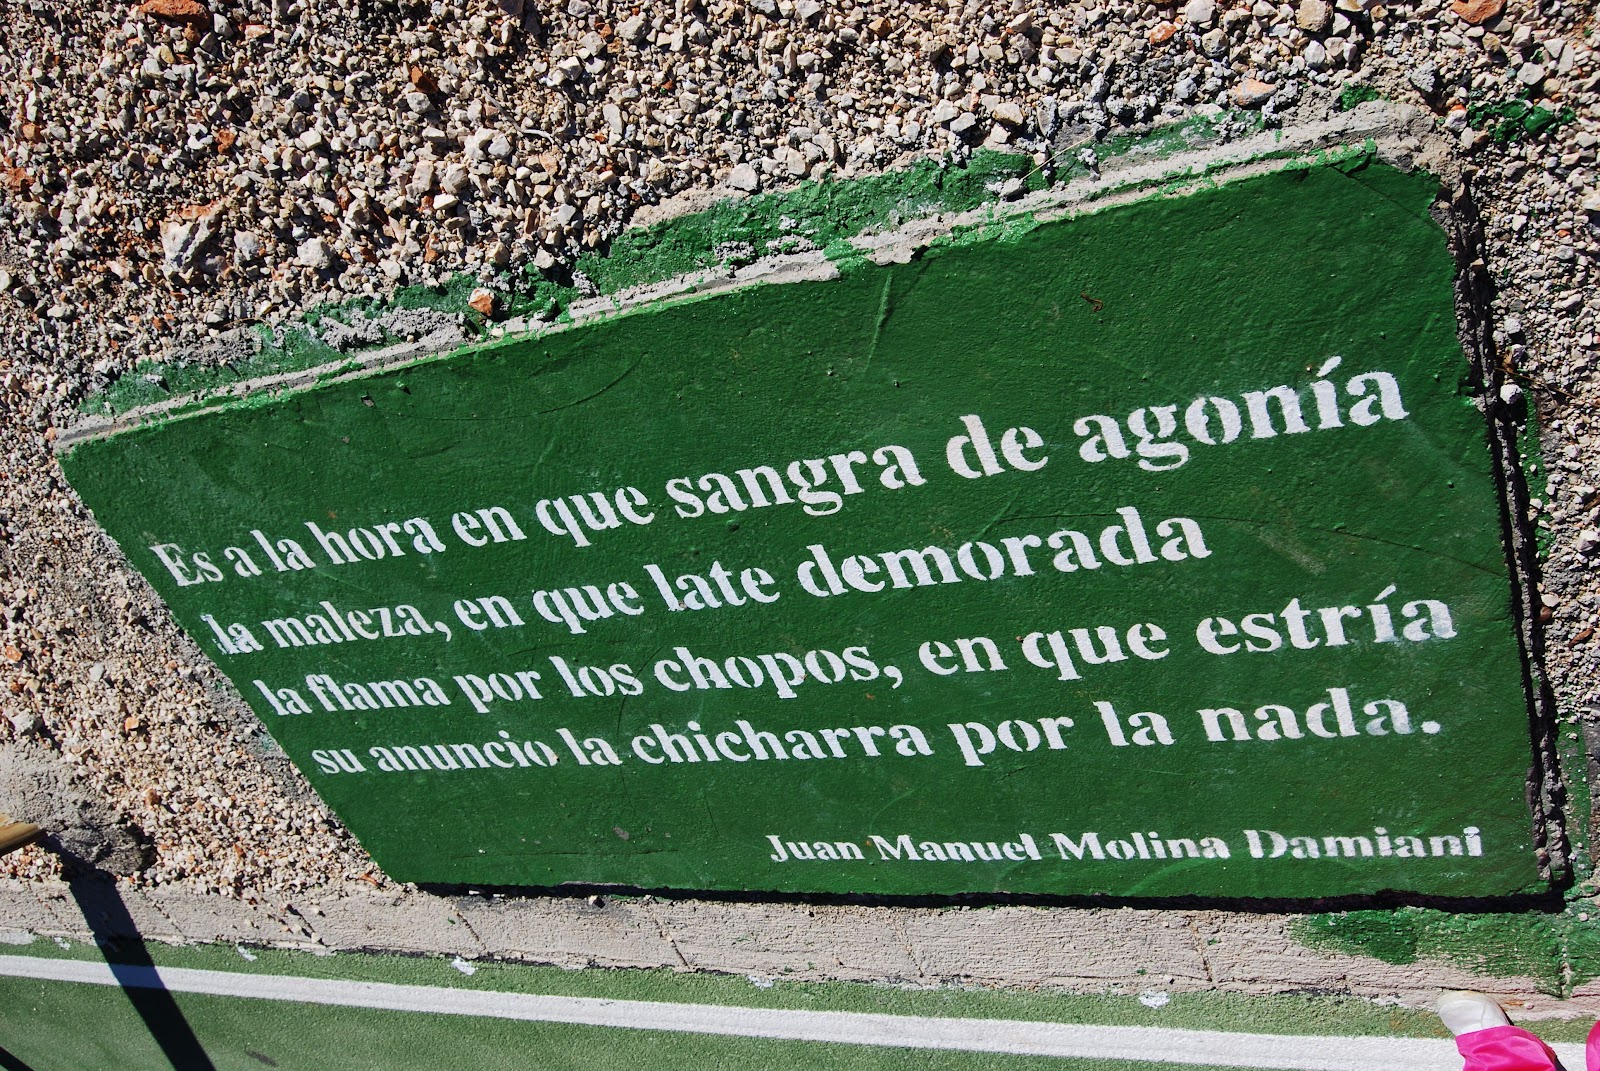 Es a la hora en que sangra de agonía
la maleza, en que late demorada
la flama por los chopos, en que estría
su anuncio la chicharra por la nada.
Juan Manuel Molina Damiani